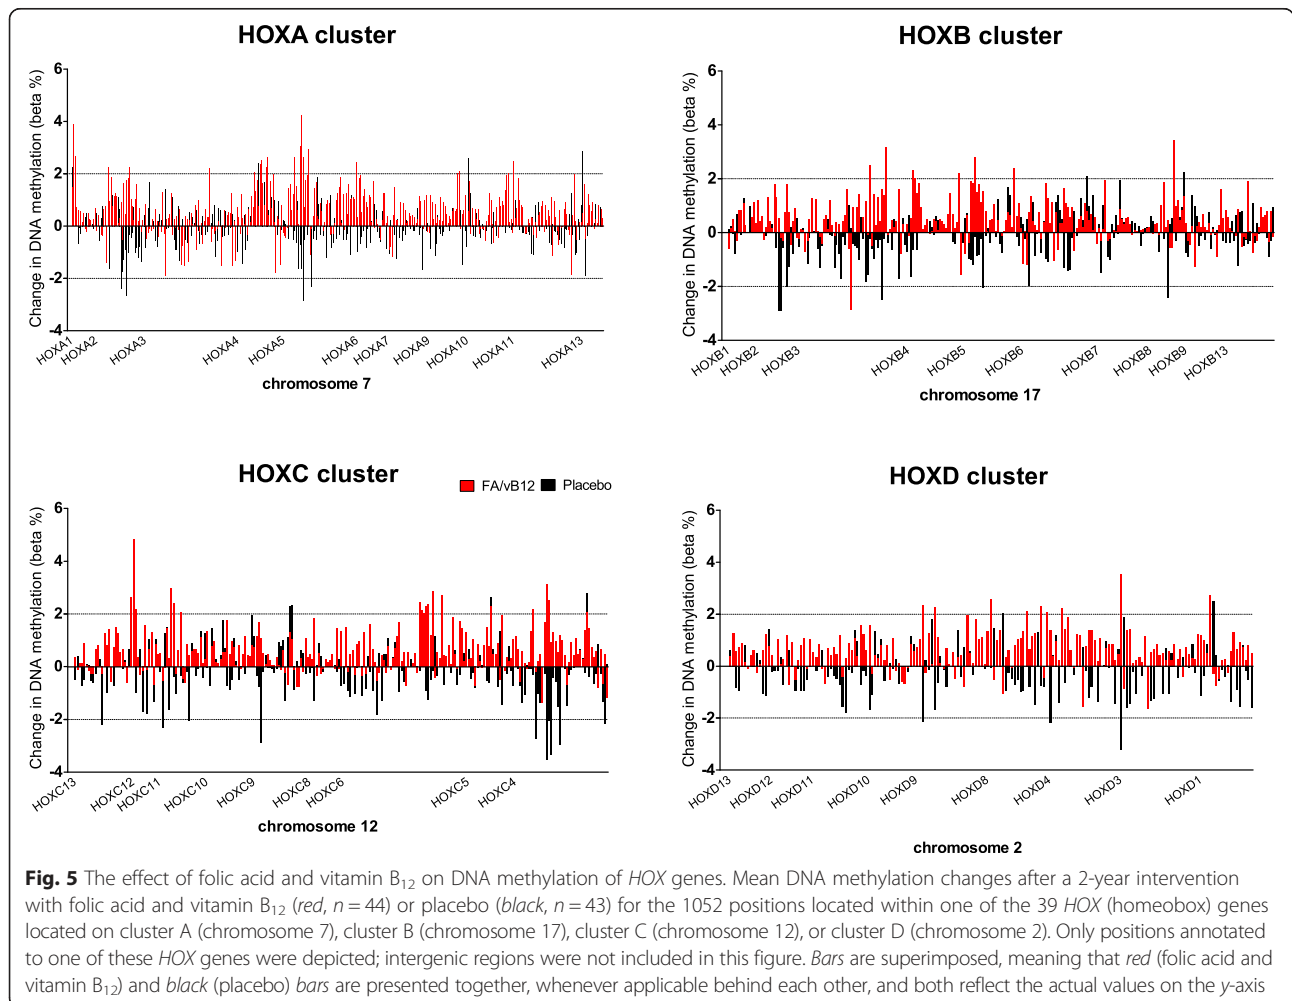 HOXA cluster
Change in DNA methylation (beta %)
6
4
2
0
-2
-4
HOXA1
HOXA2
HOXA3
HOXA4
HOXA5
HOXA6
HOXA7
HOXA9
HOXA10
HOXA11
HOXA13
chromosome 7
HOXB cluster
Change in DNA methylation (beta %)
6
4
2
0
-2
-4
HOXB1
HOXB2
HOXB3
HOXB4
HOXB5
HOXB6
HOXB7
HOXB8
HOXB9
HOXB13
chromosome 17
HOXC cluster
FA/vB12 Placebo
Change in DNA methylation (beta %)
6
4
2
0
-2
-4
HOXC13
HOXC12
HOXC11
HOXC10
HOXC9
HOXC8
HOXC6
HOXC5
HOXC4
chromosome 12
HOXD cluster
Change in DNA methylation (beta %)
6
4
2
0
-2
-4
HOXD13
HOXD12
HOXD11
HOXD10
HOXD9
HOXD8
HOXD4
HOXD3
HOXD1
chromosome 2
Fig. 5 The effect of folic acid and vitamin B12 on DNA methylation of HOX genes. Mean DNA methylation changes after a 2-year intervention
with folic acid and vitamin B12 (red, n = 44) or placebo (black, n = 43) for the 1052 positions located within one of the 39 HOX (homeobox) genes
located on cluster A (chromosome 7), cluster B (chromosome 17), cluster C (chromosome 12), or cluster D (chromosome 2). Only positions annotated
to one of these HOX genes were depicted; intergenic regions were not included in this figure. Bars are superimposed, meaning that red (folic acid and
vitamin B12) and black (placebo) bars are presented together, whenever applicable behind each other, and both reflect the actual values on the y-axis